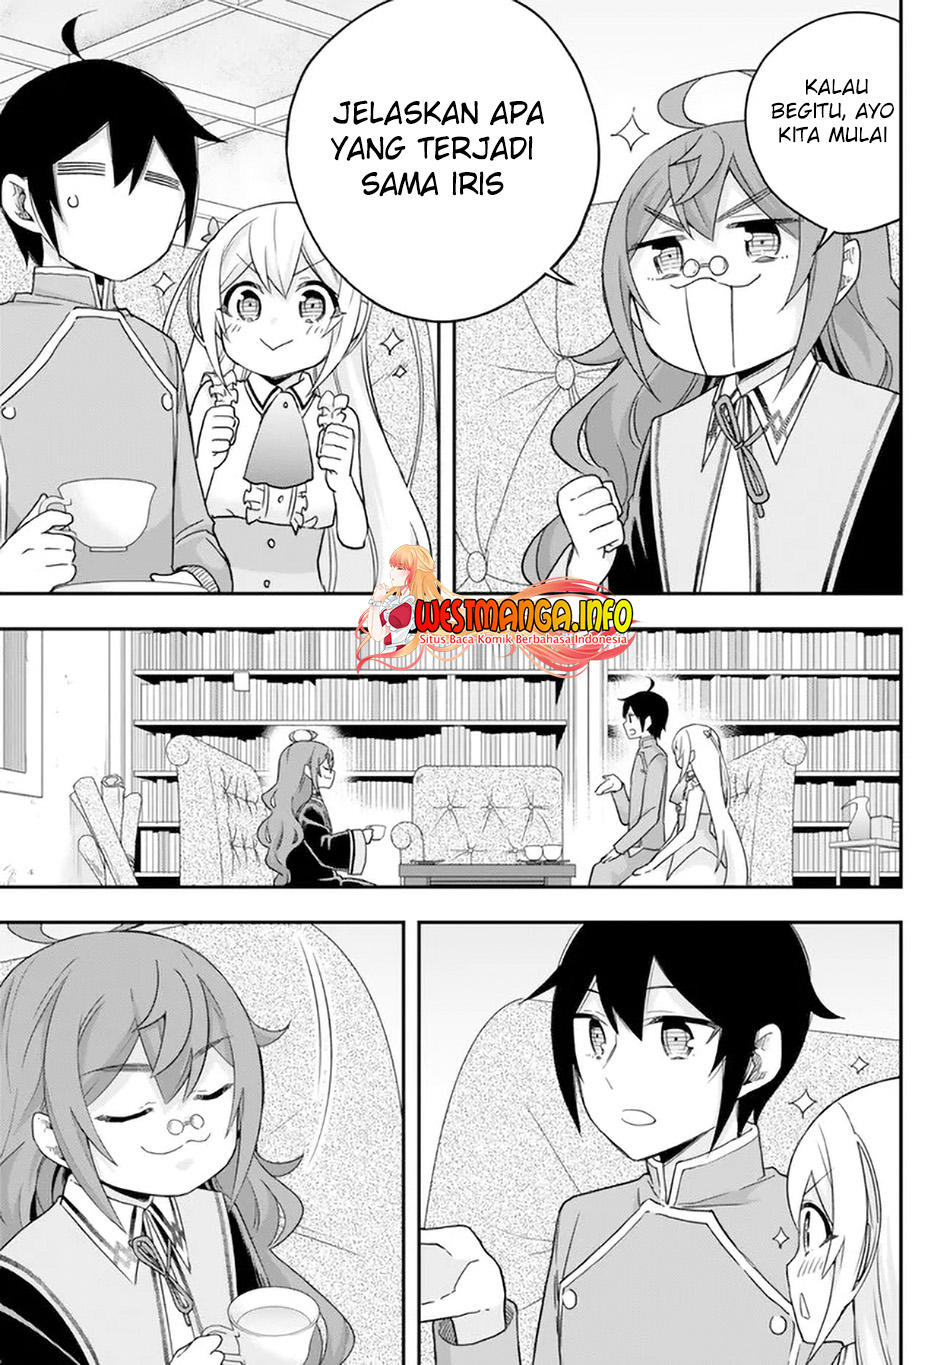 KALAU
BEGITU, AYO
KITA MULAI
JELASKAN APA
YANG TERJADI
SAMA IRIS
WESTMANGA.INFO
Situs Baca Komik Berbahasa Indonesia